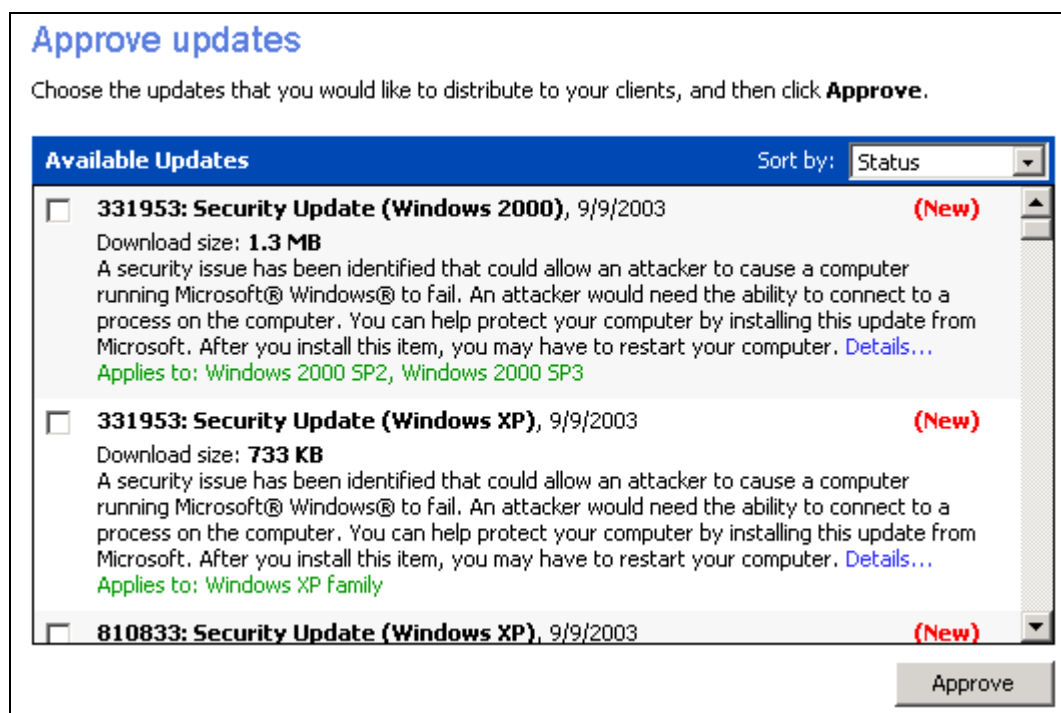 Approve updates
Choose the updates that you would like to distribute to your clients, and then click Approve.
Available Updates Sort by: Status
331953: Security Update (Windows 2000), 9/9/2003 (New)
Download size: 1.3 MB
A security issue has been identified that could allow an attacker to cause a computer
running Microsoft® Windows® to fail. An attacker would need the ability to connect to a
process on the computer. You can help protect your computer by installing this update from
Microsoft. After you install this item, you may have to restart your computer. Details...
Applies to: Windows 2000 SP2, Windows 2000 SP3
331953: Security Update (Windows XP), 9/9/2003 (New)
Download size: 733 KB
A security issue has been identified that could allow an attacker to cause a computer
running Microsoft® Windows® to fail. An attacker would need the ability to connect to a
process on the computer. You can help protect your computer by installing this update from
Microsoft. After you install this item, you may have to restart your computer. Details...
Applies to: Windows XP family
810833: Security Update (Windows XP), 9/9/2003 (New)
Approve